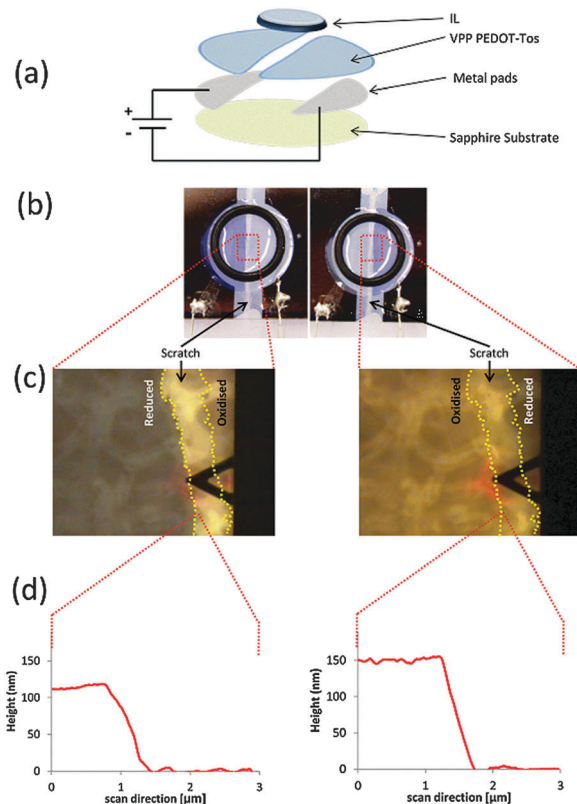 (a)
IL
VPP PEDOT-Tos
Metal pads
Sapphire Substrate
+
-
(b)
Scratch
Scratch
(c)
Reduced
Oxidised
Oxidised
Reduced
(d)
Height (nm)
150
100
50
0
0 1 2 3
scan direction [µm]
Height (nm)
150
100
50
0
0 1 2 3
scan direction [µm]